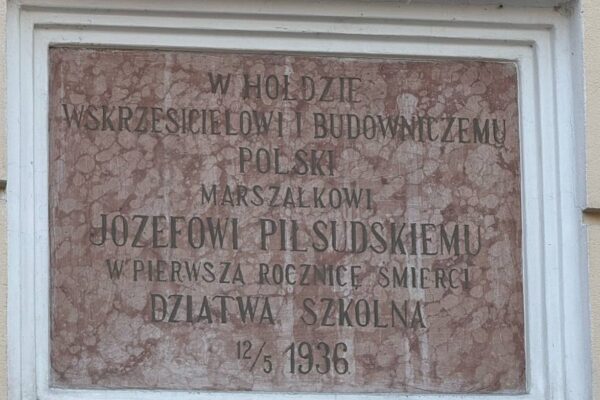 W HOŁDZIE
WSKRZESICIELOWI I BUDOWNICZEMU
POLSKI
MARSZAŁKOWI
JÓZEFOWI PIŁSUDSKIEMU
W PIERWSZĄ ROCZNICĘ ŚMIERCI
DZIATWA SZKOLNA
12/5 1936